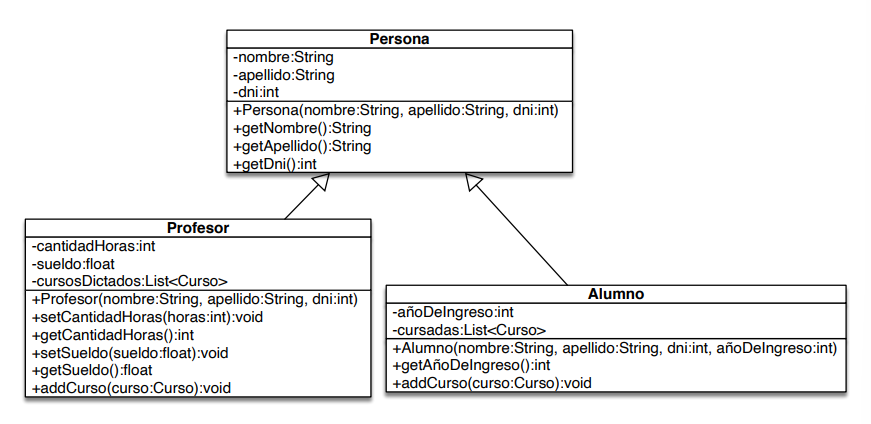 Persona
-nombre:String
-apellido:String
-dni:int
+Persona(nombre:String, apellido:String, dni:int)
+getNombre():String
+getApellido():String
+getDni():int
Profesor
-cantidadHoras:int
-sueldo:float
-cursosDictados:List<Curso>
+Profesor(nombre:String, apellido:String, dni:int)
+setCantidadHoras(horas:int):void
+getCantidadHoras():int
+setSueldo(sueldo:float):void
+getSueldo():float
+addCurso(curso:Curso):void
Alumno
-añoDeIngreso:int
-cursadas:List<Curso>
+Alumno(nombre:String, apellido:String, dni:int, añoDeIngreso:int)
+getAñoDeIngreso():int
+addCurso(curso:Curso):void